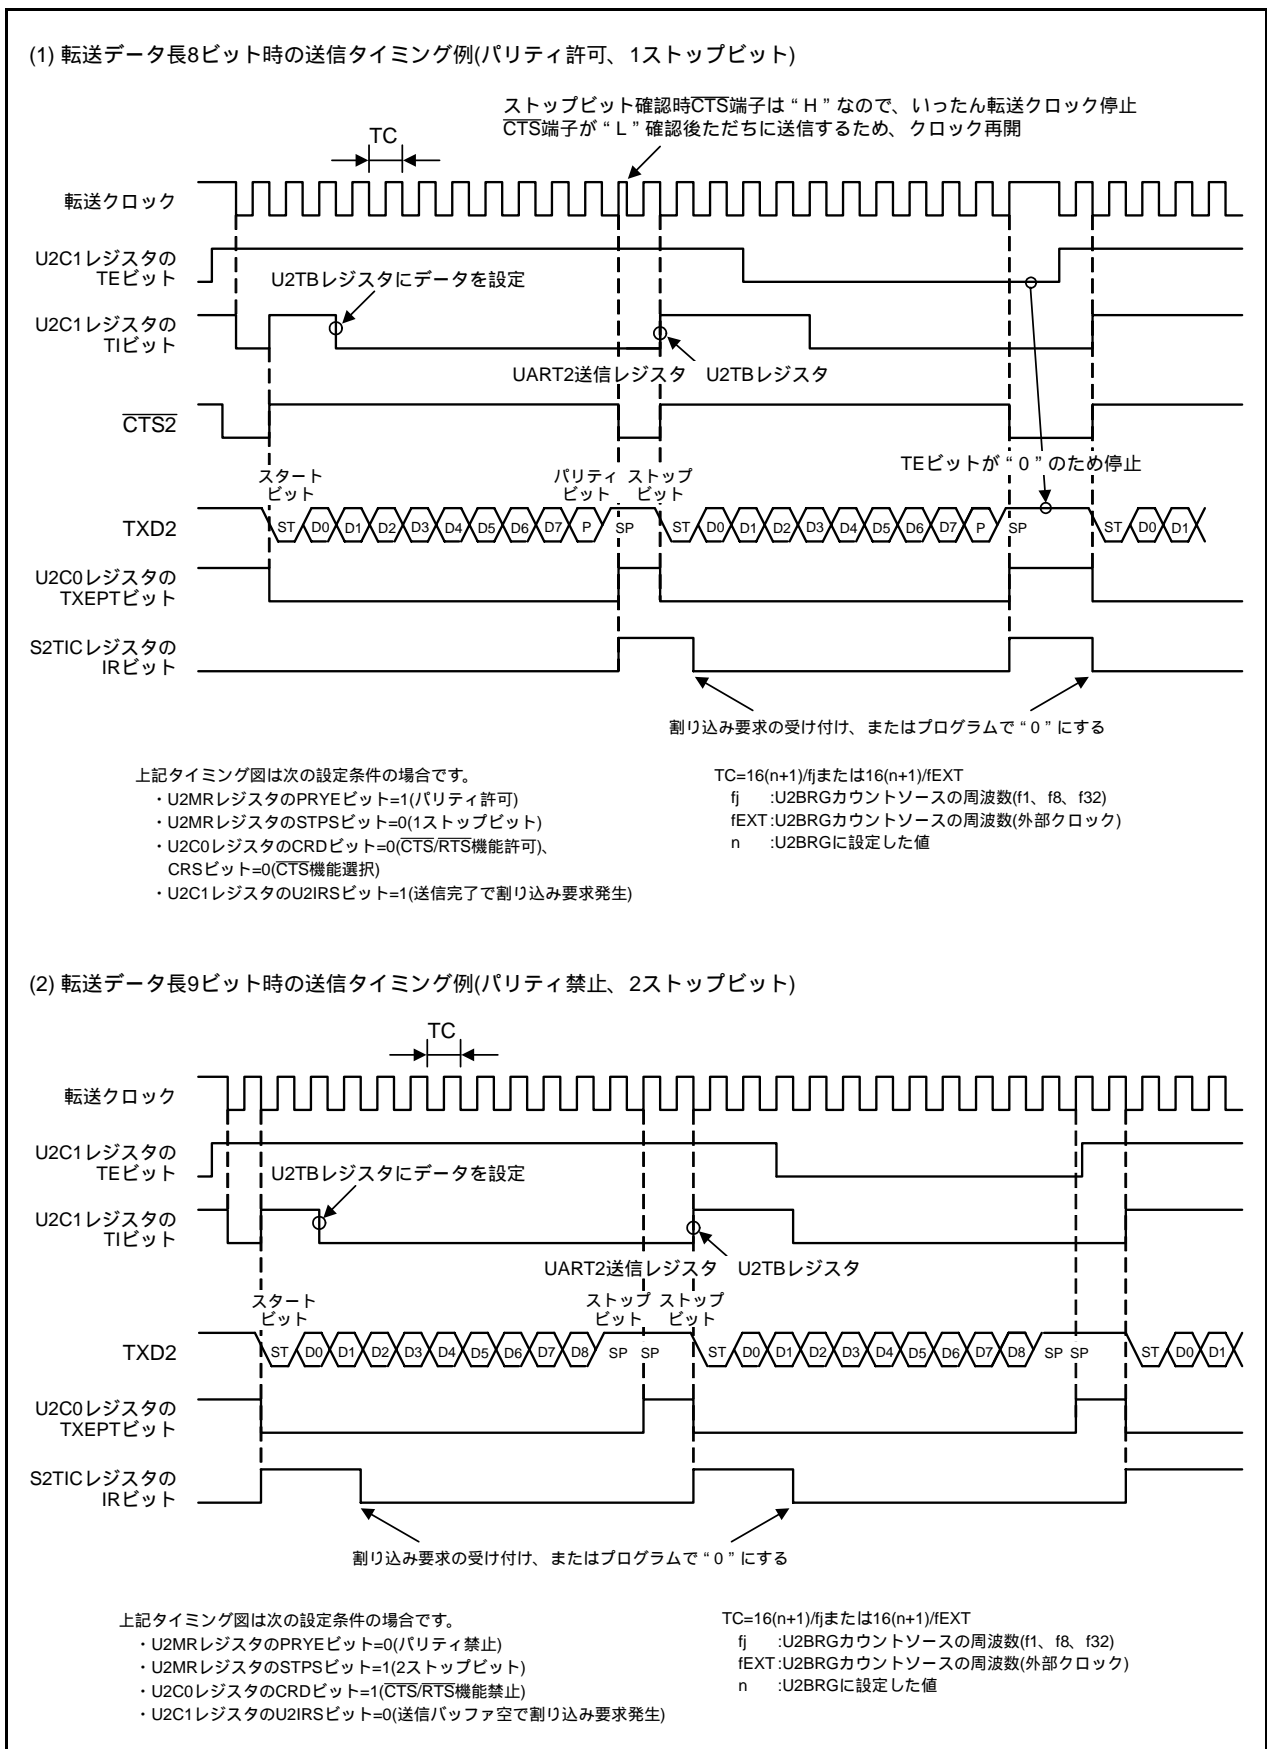 (1) 転送データ長8ビット時の送信タイミング例(パリティ許可、1ストップビット)
ストップビット確認時CTS端子は“H”なので、いったん転送クロック停止
CTS端子が“L”確認後ただちに送信するため、クロック再開
TC
転送クロック
U2C1レジスタの
TEビット
U2TBレジスタにデータを設定
U2C1レジスタの
TIビット
UART2送信レジスタ U2TBレジスタ
CTS2
TEビットが“0”のため停止
スタート
ビット
パリティ
ビット
ストップ
ビット
TXD2
ST D0 D1 D2 D3 D4 D5 D6 D7 P SP ST D0 D1 D2 D3 D4 D5 D6 D7 P SP ST D0 D1
U2C0レジスタの
TXEPTビット
S2TICレジスタの
IRビット
割り込み要求の受け付け、またはプログラムで“0”にする
上記タイミング図は次の設定条件の場合です。
・U2MRレジスタのPRYEビット=1(パリティ許可)
・U2MRレジスタのSTPSビット=0(1ストップビット)
・U2C0レジスタのCRDビット=0(CTS/RTS機能許可)、
CRSビット=0(CTS機能選択)
・U2C1レジスタのU2IRSビット=1(送信完了で割り込み要求発生)
TC=16(n+1)/fjまたは16(n+1)/fEXT
fj :U2BRGカウントソースの周波数(f1、f8、f32)
fEXT:U2BRGカウントソースの周波数(外部クロック)
n :U2BRGに設定した値
(2) 転送データ長9ビット時の送信タイミング例(パリティ禁止、2ストップビット)
TC
転送クロック
U2C1レジスタの
TEビット
U2TBレジスタにデータを設定
U2C1レジスタの
TIビット
UART2送信レジスタ U2TBレジスタ
スタート
ビット
ストップ
ビット
ストップ
ビット
TXD2
ST D0 D1 D2 D3 D4 D5 D6 D7 D8 SP SP ST D0 D1 D2 D3 D4 D5 D6 D7 D8 SP SP ST D0 D1
U2C0レジスタの
TXEPTビット
S2TICレジスタの
IRビット
割り込み要求の受け付け、またはプログラムで“0”にする
上記タイミング図は次の設定条件の場合です。
・U2MRレジスタのPRYEビット=0(パリティ禁止)
・U2MRレジスタのSTPSビット=1(2ストップビット)
・U2C0レジスタのCRDビット=1(CTS/RTS機能禁止)
・U2C1レジスタのU2IRSビット=0(送信バッファ空で割り込み要求発生)
TC=16(n+1)/fjまたは16(n+1)/fEXT
fj :U2BRGカウントソースの周波数(f1、f8、f32)
fEXT:U2BRGカウントソースの周波数(外部クロック)
n :U2BRGに設定した値